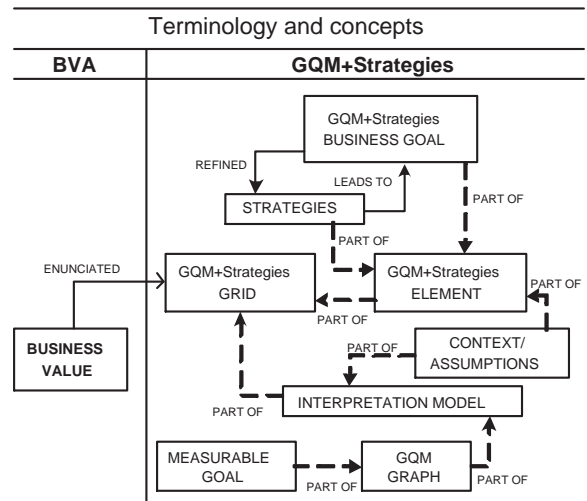 Terminology and concepts
BVA
GQM+Strategies
GQM+Strategies
BUSINESS GOAL
REFINED
LEADS TO
STRATEGIES
PART OF
PART OF
ENUNCIATED
GQM+Strategies
GRID
GQM+Strategies
ELEMENT
PART OF
PART OF
BUSINESS
VALUE
PART OF
CONTEXT/
ASSUMPTIONS
PART OF
INTERPRETATION MODEL
MEASURABLE
GOAL
PART OF
GQM
GRAPH
PART OF